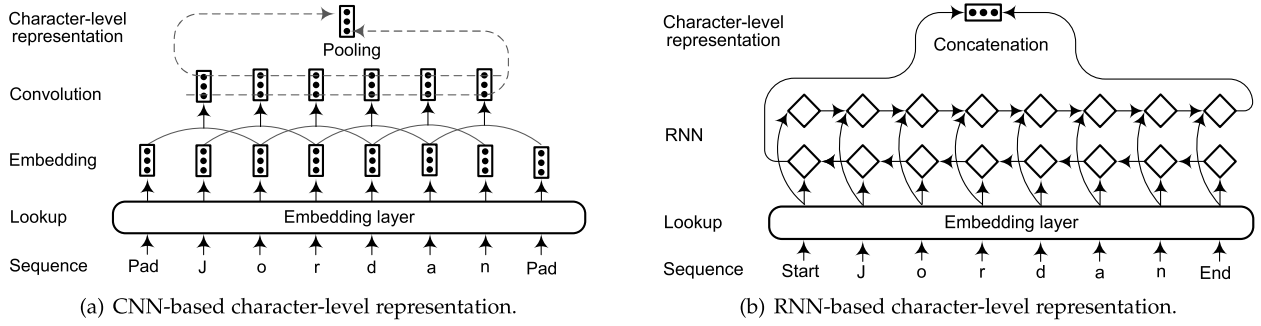 Character-level
representation
Pooling
Convolution
Embedding
Lookup
Embedding layer
Sequence
Pad J o r d a n Pad
(a) CNN-based character-level representation.
Character-level
representation
Concatenation
RNN
Lookup
Embedding layer
Sequence
Start J o r d a n End
(b) RNN-based character-level representation.